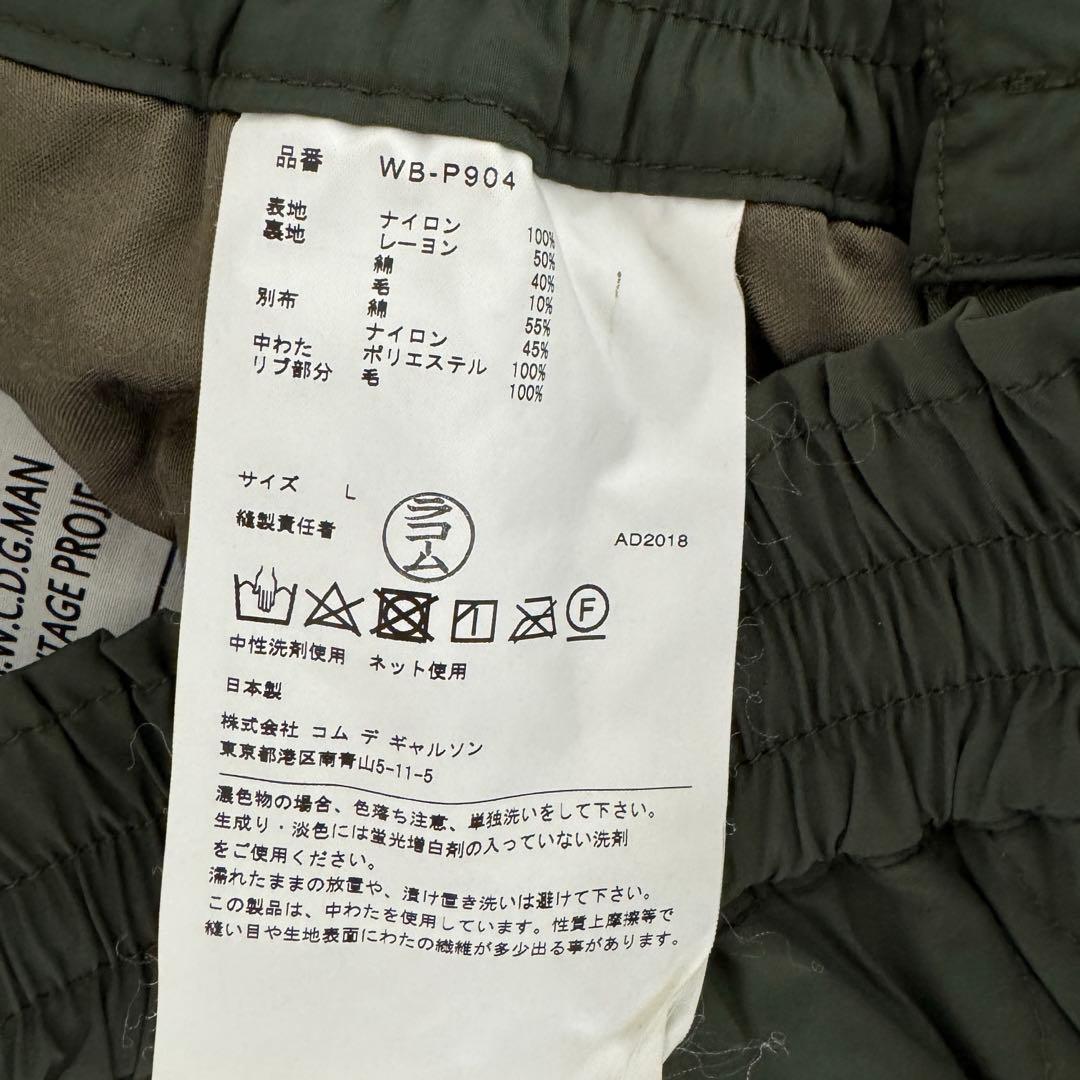 品番 WB-P904
表地 ナイロン 100%
裏地 レーヨン 50%
綿 40%
毛 10%
別布 綿 55%
ナイロン 45%
中わた ポリエステル 100%
リブ部分 毛 100%
サイズ L
縫製責任者 ラコーム AD2018
F
中性洗剤使用 ネット使用
日本製
株式会社 コム デ ギャルソン
東京都港区南青山5-11-5
濃色物の場合、色落ち注意、単独洗いをして下さい。
生成り・淡色には蛍光増白剤の入っていない洗剤
をご使用ください。
濡れたままの放置や、漬け置き洗いは避けて下さい。
この製品は、中わたを使用しています。性質上摩擦等で
縫い目や生地表面にわたの繊維が多少出る事があります。
.W.C.D.G.MAN
TAGE PROJE